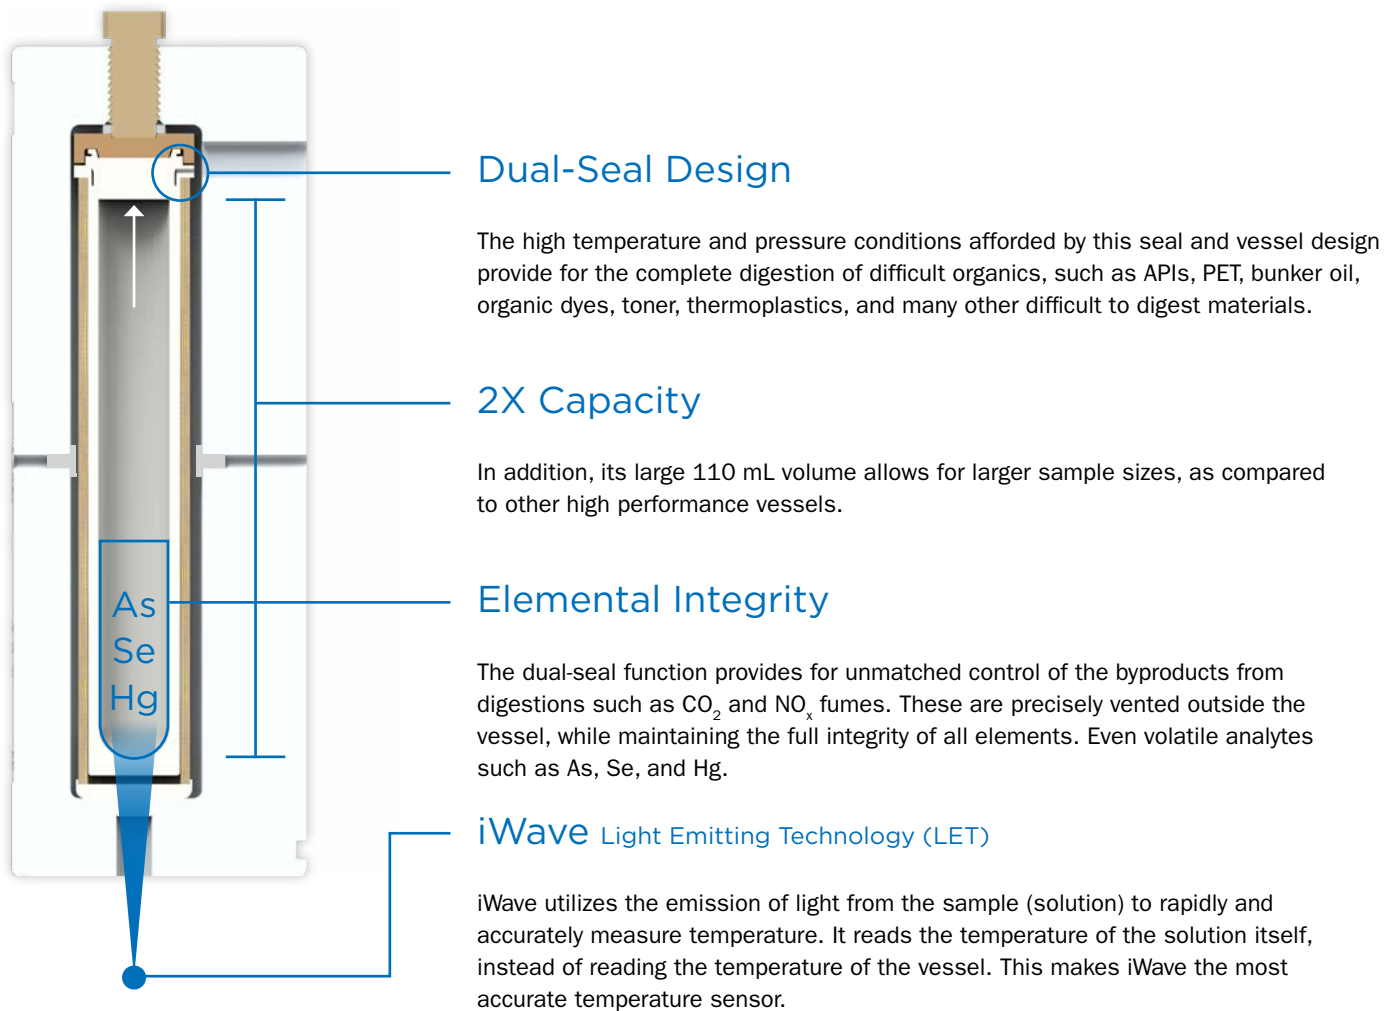 Dual-Seal Design
The high temperature and pressure conditions afforded by this seal and vessel design
provide for the complete digestion of difficult organics, such as APIs, PET, bunker oil,
organic dyes, toner, thermoplastics, and many other difficult to digest materials.
2X Capacity
In addition, its large 110 mL volume allows for larger sample sizes, as compared
to other high performance vessels.
As
Se
Hg
Elemental Integrity
The dual-seal function provides for unmatched control of the byproducts from
digestions such as CO₂ and NOₓ fumes. These are precisely vented outside the
vessel, while maintaining the full integrity of all elements. Even volatile analytes
such as As, Se, and Hg.
iWave Light Emitting Technology (LET)
iWave utilizes the emission of light from the sample (solution) to rapidly and
accurately measure temperature. It reads the temperature of the solution itself,
instead of reading the temperature of the vessel. This makes iWave the most
accurate temperature sensor.